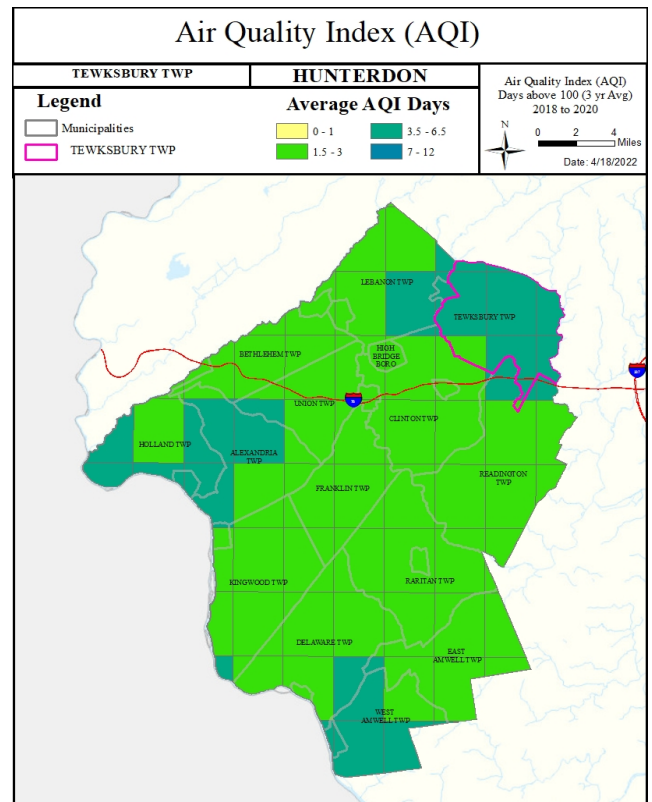 Air Quality Index (AQI)
TEWKSBURY TWP
HUNTERDON
Legend
Municipalities
TEWKSBURY TWP
Average AQI Days
0 - 1
3.5 - 6.5
1.5 - 3
7 - 12
Air Quality Index (AQI)
Days above 100 (3 yr Avg)
2018 to 2020
N
0 2 4
Miles
Date: 4/18/2022
LEBANON TWP
TEWKSBURY TWP
BETHLEHEM TWP
HIGH
BRIDGE
BORO
UNION TWP
CLINTON TWP
HOLLAND TWP
ALEXANDRIA
TWP
READINGTON
TWP
FRANKLIN TWP
KINGWOOD TWP
RARITAN TWP
DELAWARE TWP
EAST
AMWELL TWP
WEST
AMWELL TWP